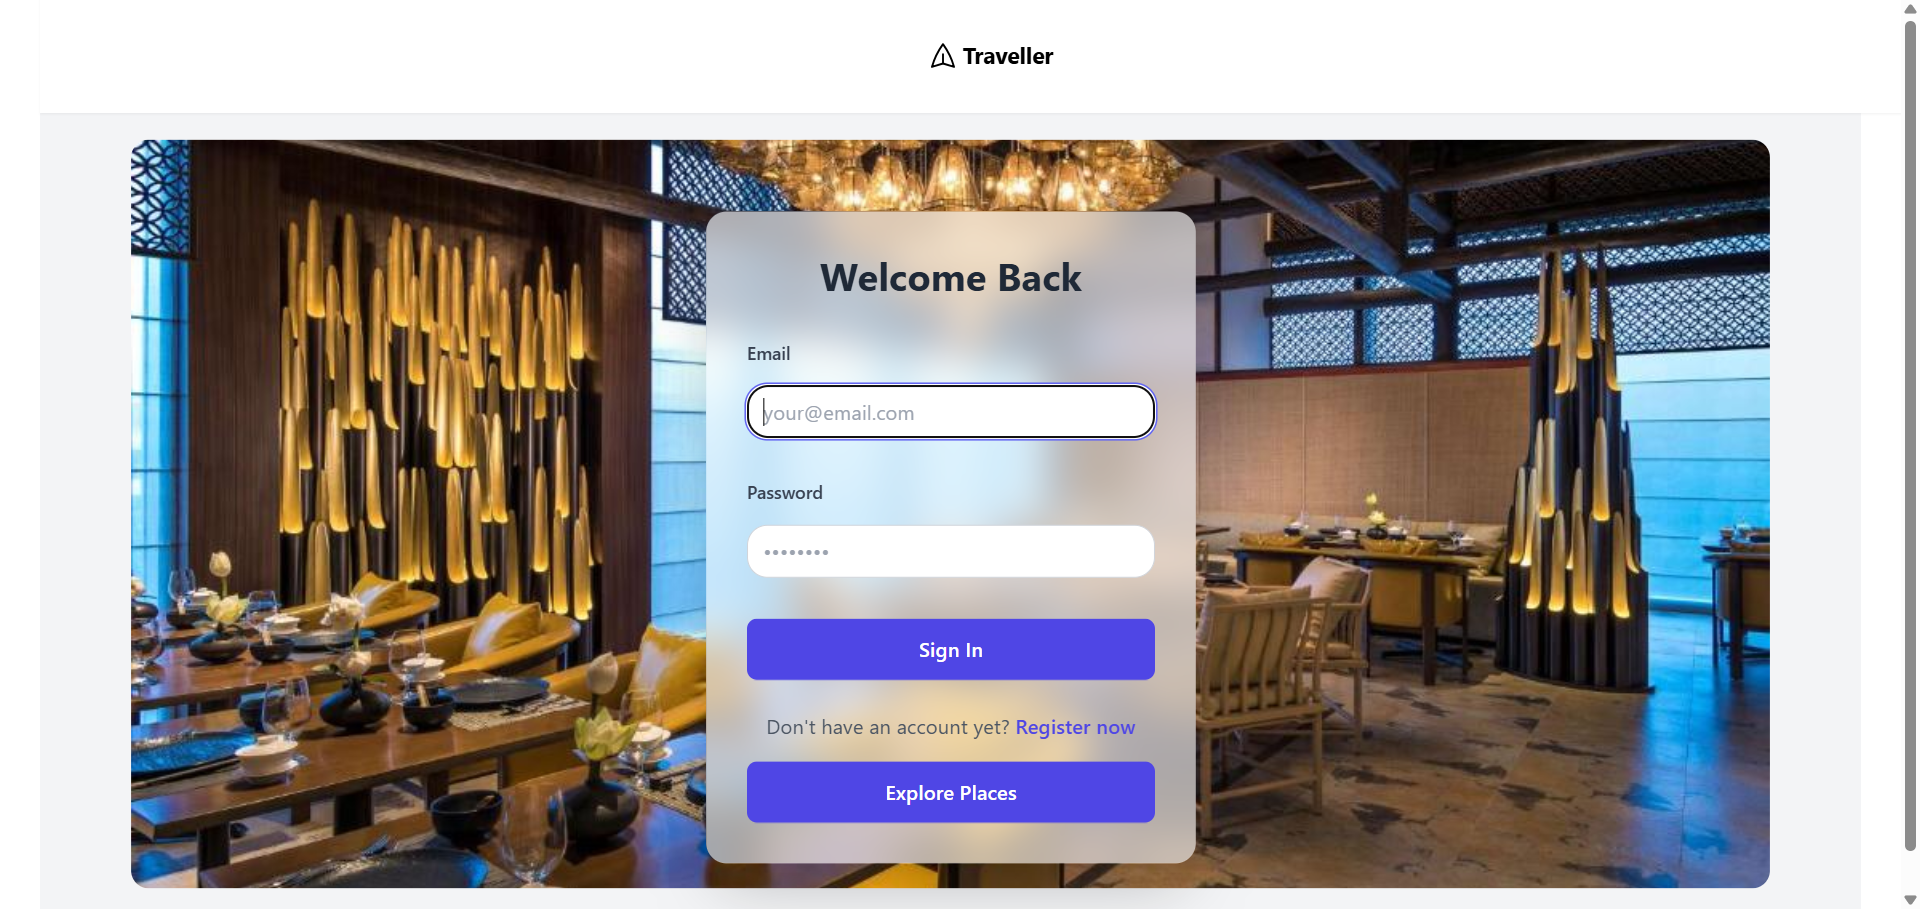 Traveller
Welcome Back
Email
your@email.com
Password
••••••••
Sign In
Don't have an account yet? Register now
Explore Places